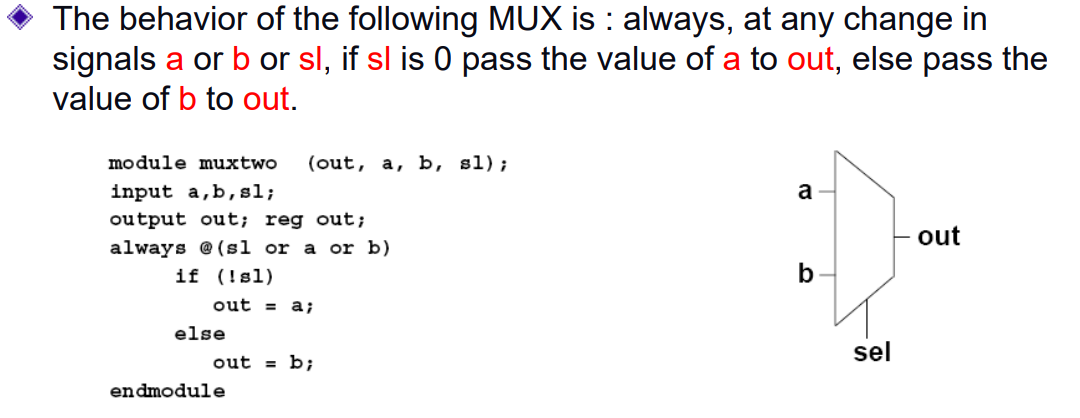 The behavior of the following MUX is : always, at any change in
signals a or b or sl, if sl is 0 pass the value of a to out, else pass the
value of b to out.
module muxtwo (out, a, b, sl);
input a,b,sl;
output out; reg out;
always @(sl or a or b)
if (!sl)
out = a;
else
out = b;
endmodule
a
b
out
sel